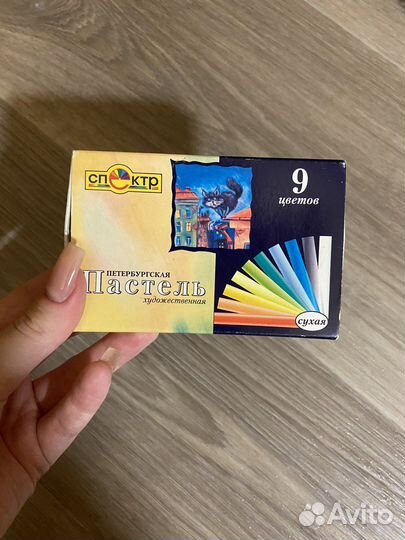 СПЕКТР
9
цветов
ПЕТЕРБУРГСКАЯ
Пастель
художественная
сухая
Avito